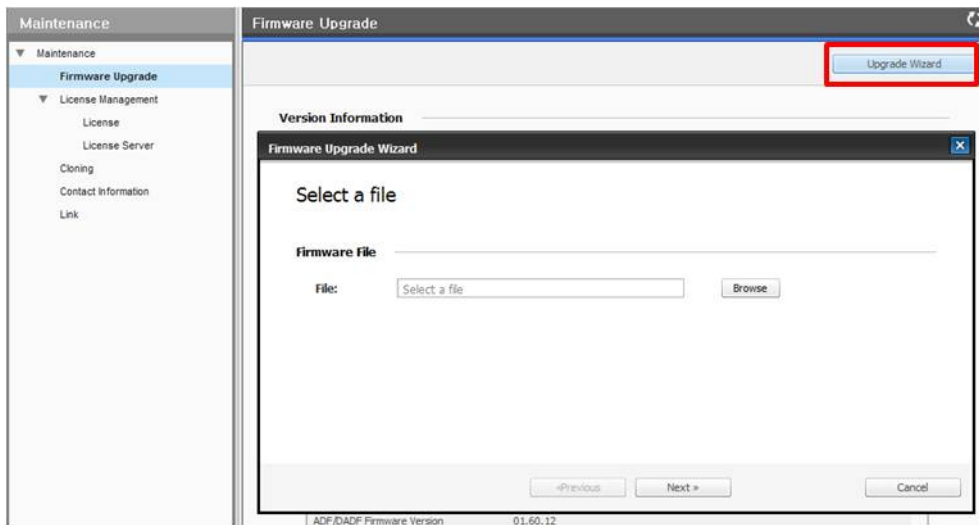 Maintenance
Firmware Upgrade
Maintenance
Firmware Upgrade
License Management
License
License Server
Cloning
Contact Information
Link
Upgrade Wizard
Version Information
Firmware Upgrade Wizard
Select a file
Firmware File
File: Select a file Browse
«Previous Next » Cancel
ADF/DADF Firmware Version 01.60.12